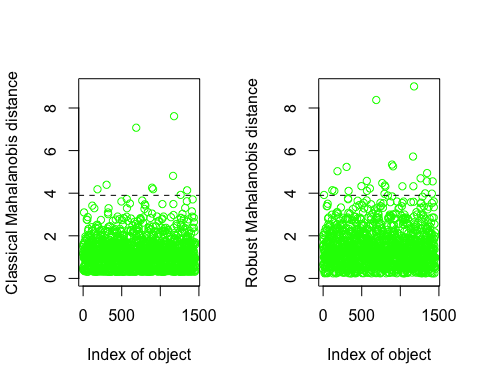 Classical Mahalanobis distance
8
6
4
2
0
0 500 1500
Index of object
Robust Mahalanobis distance
8
6
4
2
0
0 500 1500
Index of object